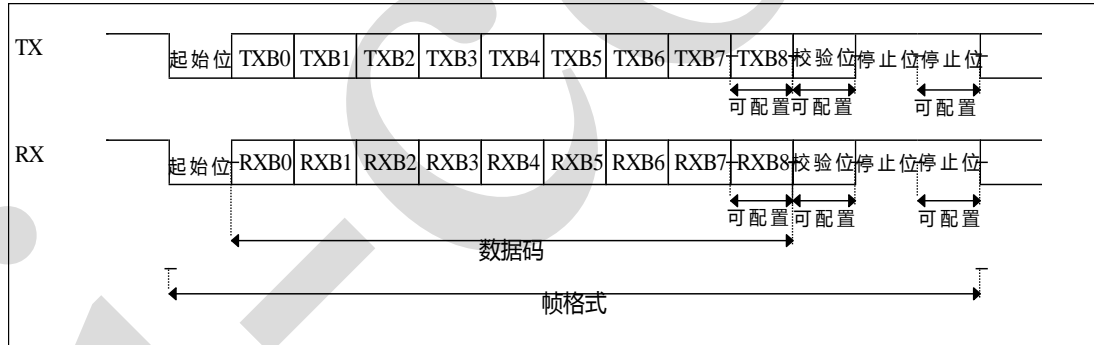 TX 起始位 TXB0 TXB1 TXB2 TXB3 TXB4 TXB5 TXB6 TXB7 TXB8 校验位 停止位 停止位
可配置 可配置 可配置
RX 起始位 RXB0 RXB1 RXB2 RXB3 RXB4 RXB5 RXB6 RXB7 RXB8 校验位 停止位 停止位
可配置 可配置 可配置
数据码
帧格式